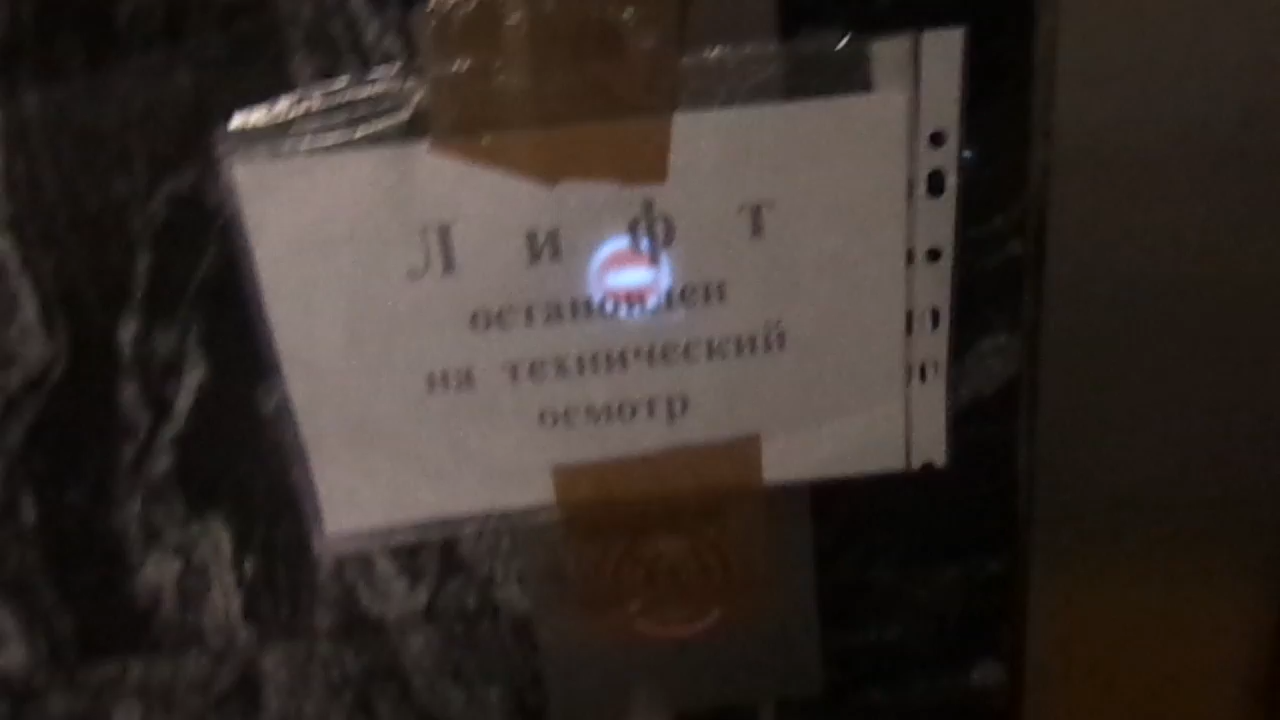 Лифт
остановлен
на технический
осмотр